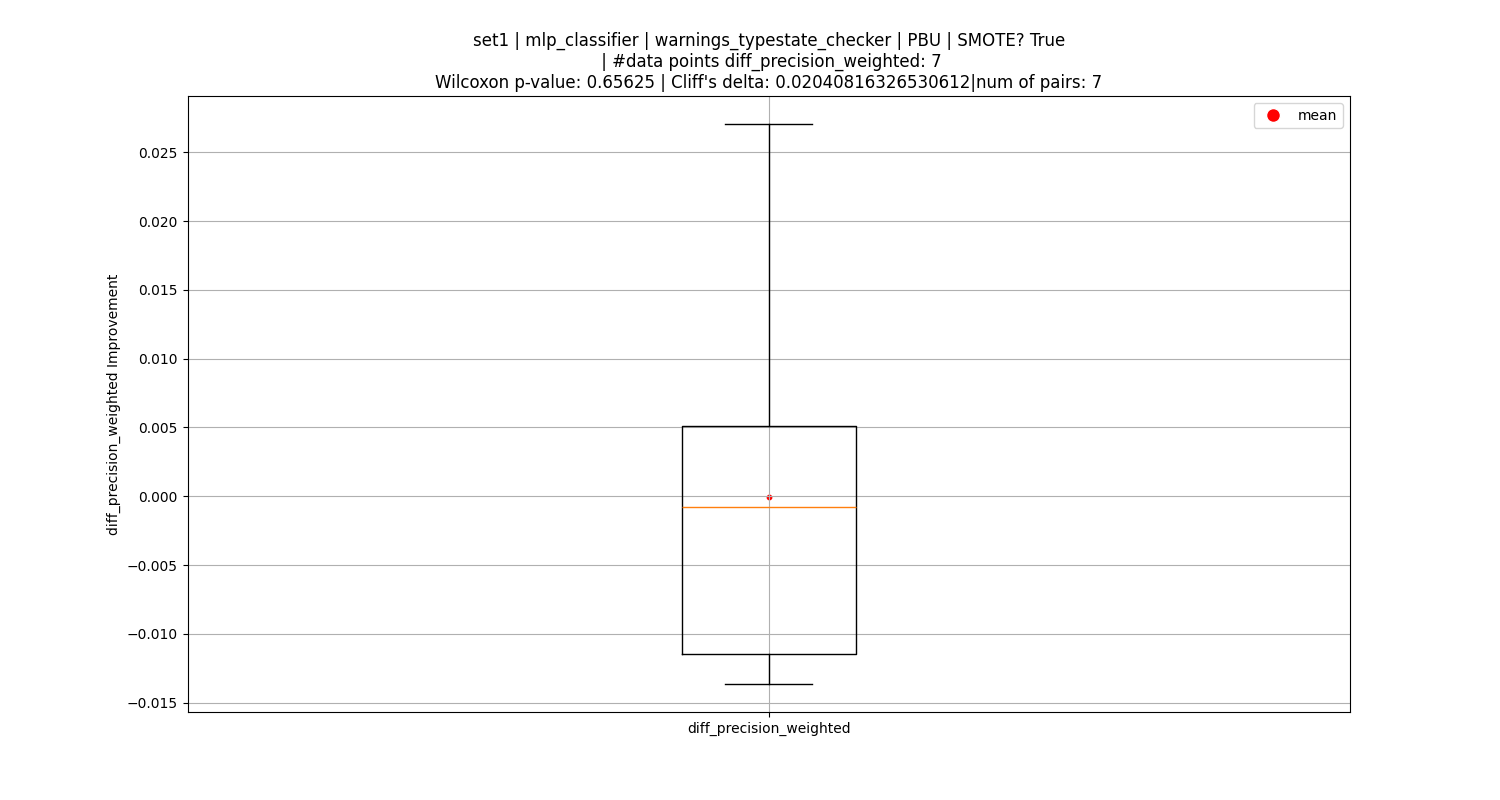 set1 | mlp_classifier | warnings_typestate_checker | PBU | SMOTE? True
| #data points diff_precision_weighted: 7
Wilcoxon p-value: 0.65625 | Cliff's delta: 0.02040816326530612|num of pairs: 7
mean
0.025
0.020
0.015
0.010
0.005
0.000
−0.005
−0.010
−0.015
diff_precision_weighted Improvement
diff_precision_weighted